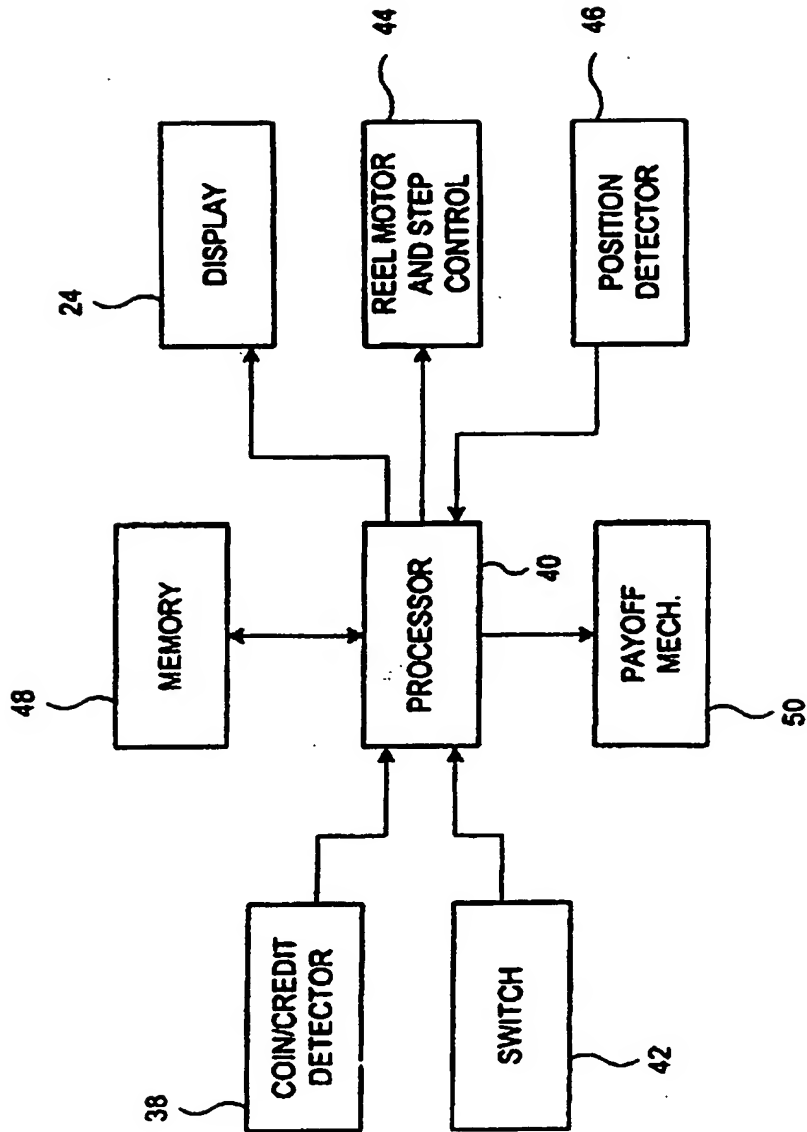 48
MEMORY
24
DISPLAY
38
COIN/CREDIT
DETECTOR
PROCESSOR
40
REEL MOTOR
AND STEP
CONTROL
44
SWITCH
42
PAYOFF
MECH.
50
POSITION
DETECTOR
46